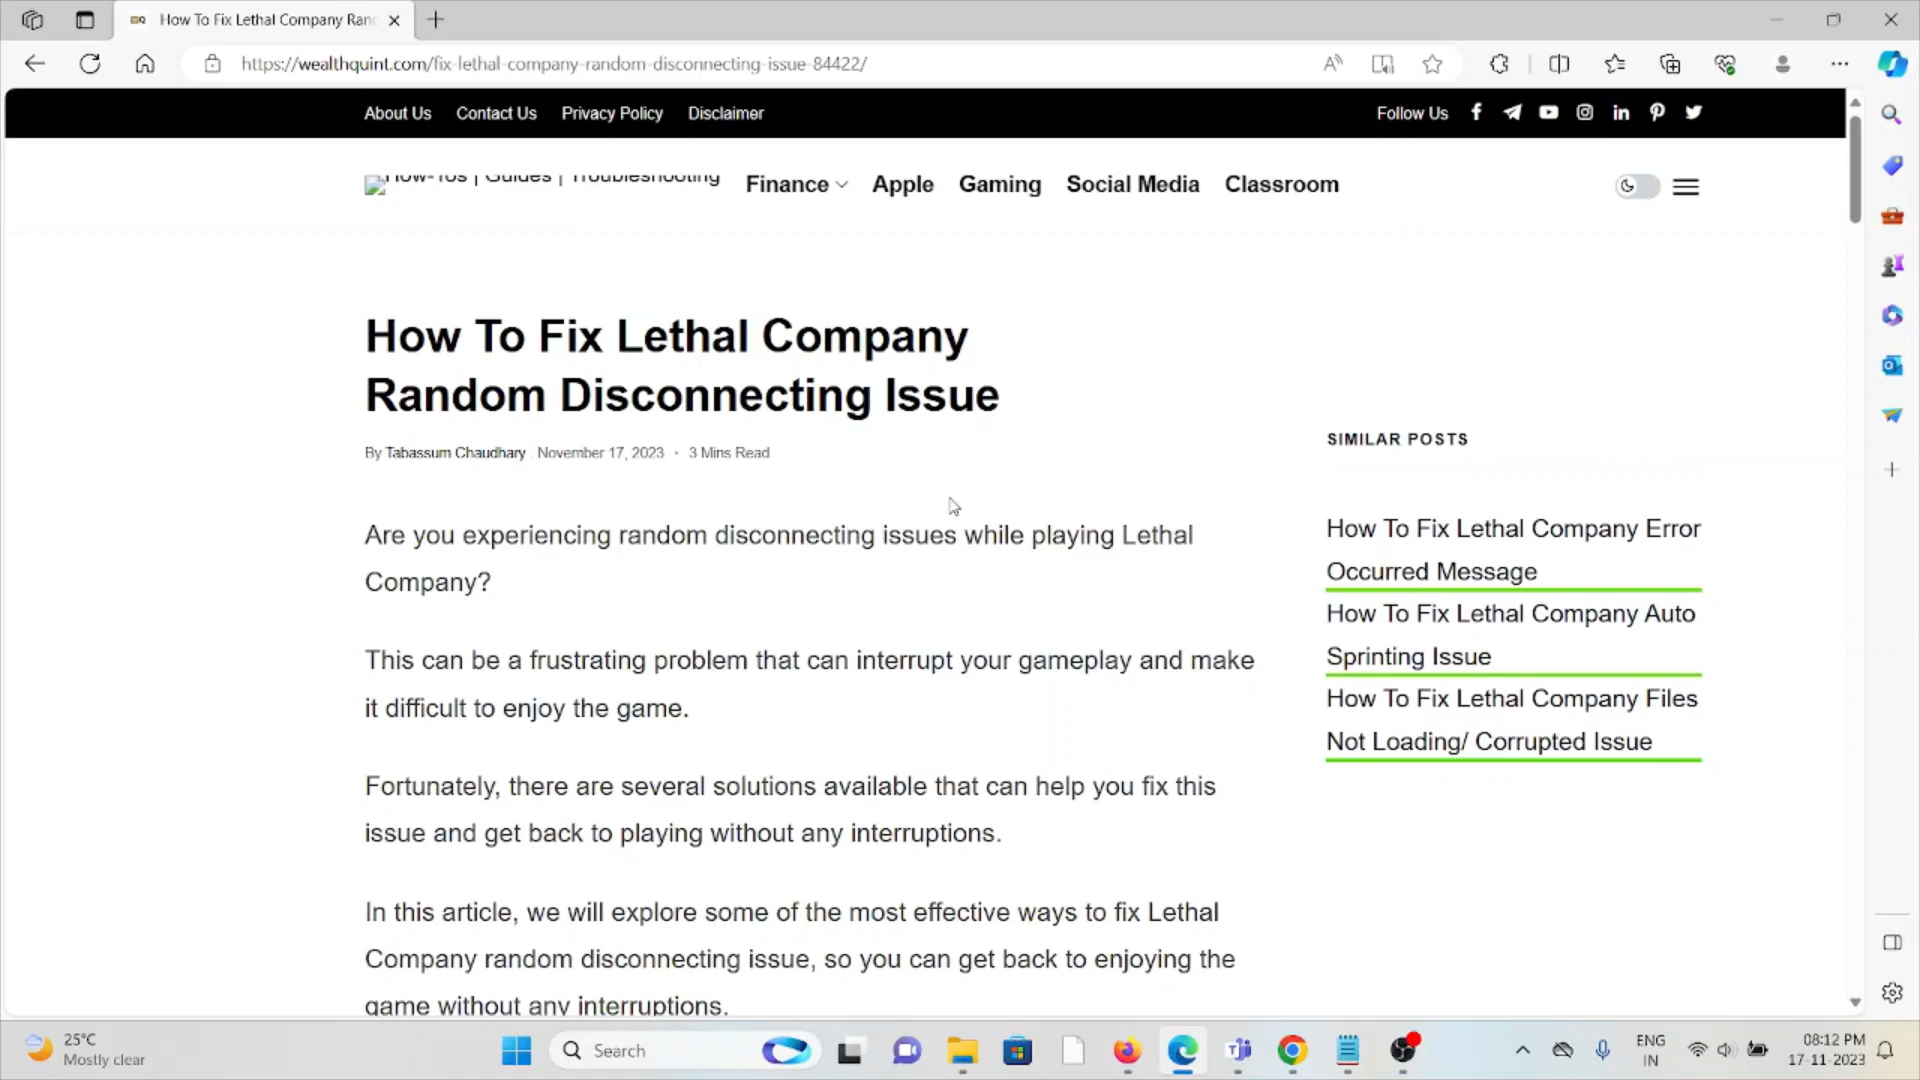 How To Fix Lethal Company Ran
https://wealthquint.com/fix-lethal-company-random-disconnecting-issue-84422/
About Us Contact Us Privacy Policy Disclaimer Follow Us
How-Tos | Guides | Troubleshooting Finance Apple Gaming Social Media Classroom
How To Fix Lethal Company
Random Disconnecting Issue
By Tabassum Chaudhary November 17, 2023 · 3 Mins Read
Are you experiencing random disconnecting issues while playing Lethal
Company?
This can be a frustrating problem that can interrupt your gameplay and make
it difficult to enjoy the game.
Fortunately, there are several solutions available that can help you fix this
issue and get back to playing without any interruptions.
In this article, we will explore some of the most effective ways to fix Lethal
Company random disconnecting issue, so you can get back to enjoying the
game without any interruptions.
SIMILAR POSTS
How To Fix Lethal Company Error
Occurred Message
How To Fix Lethal Company Auto
Sprinting Issue
How To Fix Lethal Company Files
Not Loading/ Corrupted Issue
25°C
Mostly clear
Search
ENG
IN
08:12 PM
17-11-2023